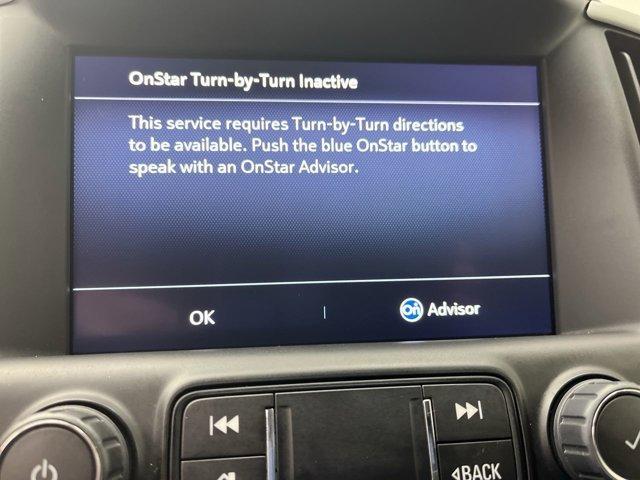 OnStar Turn-by-Turn Inactive
This service requires Turn-by-Turn directions
to be available. Push the blue OnStar button to
speak with an OnStar Advisor.
OK
On Advisor
BACK